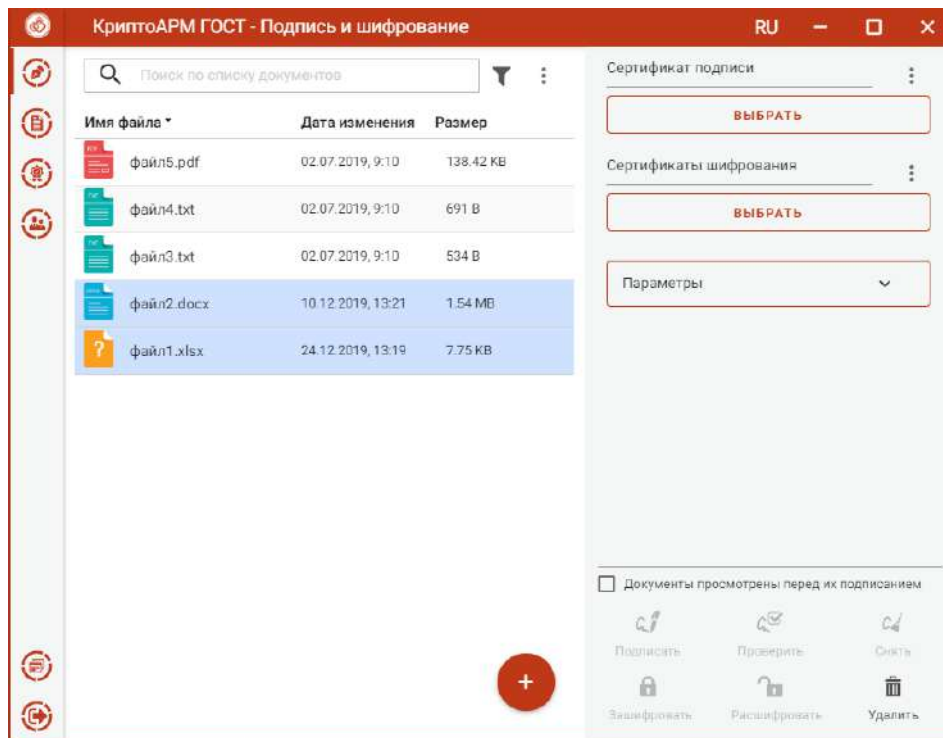 КриптоАРМ ГОСТ - Подпись и шифрование RU
Поиск по списку документов
Имя файла Дата изменения Размер
файл5.pdf 02.07.2019, 9:10 138.42 KB
файл4.txt 02.07.2019, 9:10 691 B
файл3.txt 02.07.2019, 9:10 534 B
файл2.docx 10.12.2019, 13:21 1.54 MB
файл1.xlsx 24.12.2019, 13:19 7.75 KB
Сертификат подписи
ВЫБРАТЬ
Сертификаты шифрования
ВЫБРАТЬ
Параметры
Документы просмотрены перед их подписанием
Подписать Проверить Снять
Зашифровать Расшифровать Удалить